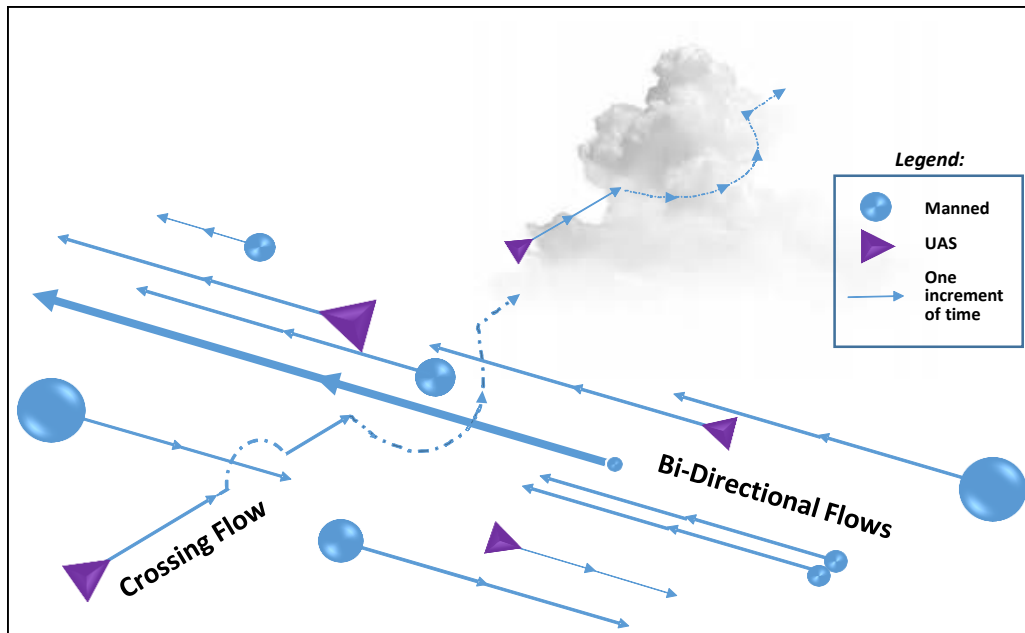 Legend:
Manned
UAS
One
increment
of time
Bi-Directional Flows
Crossing Flow